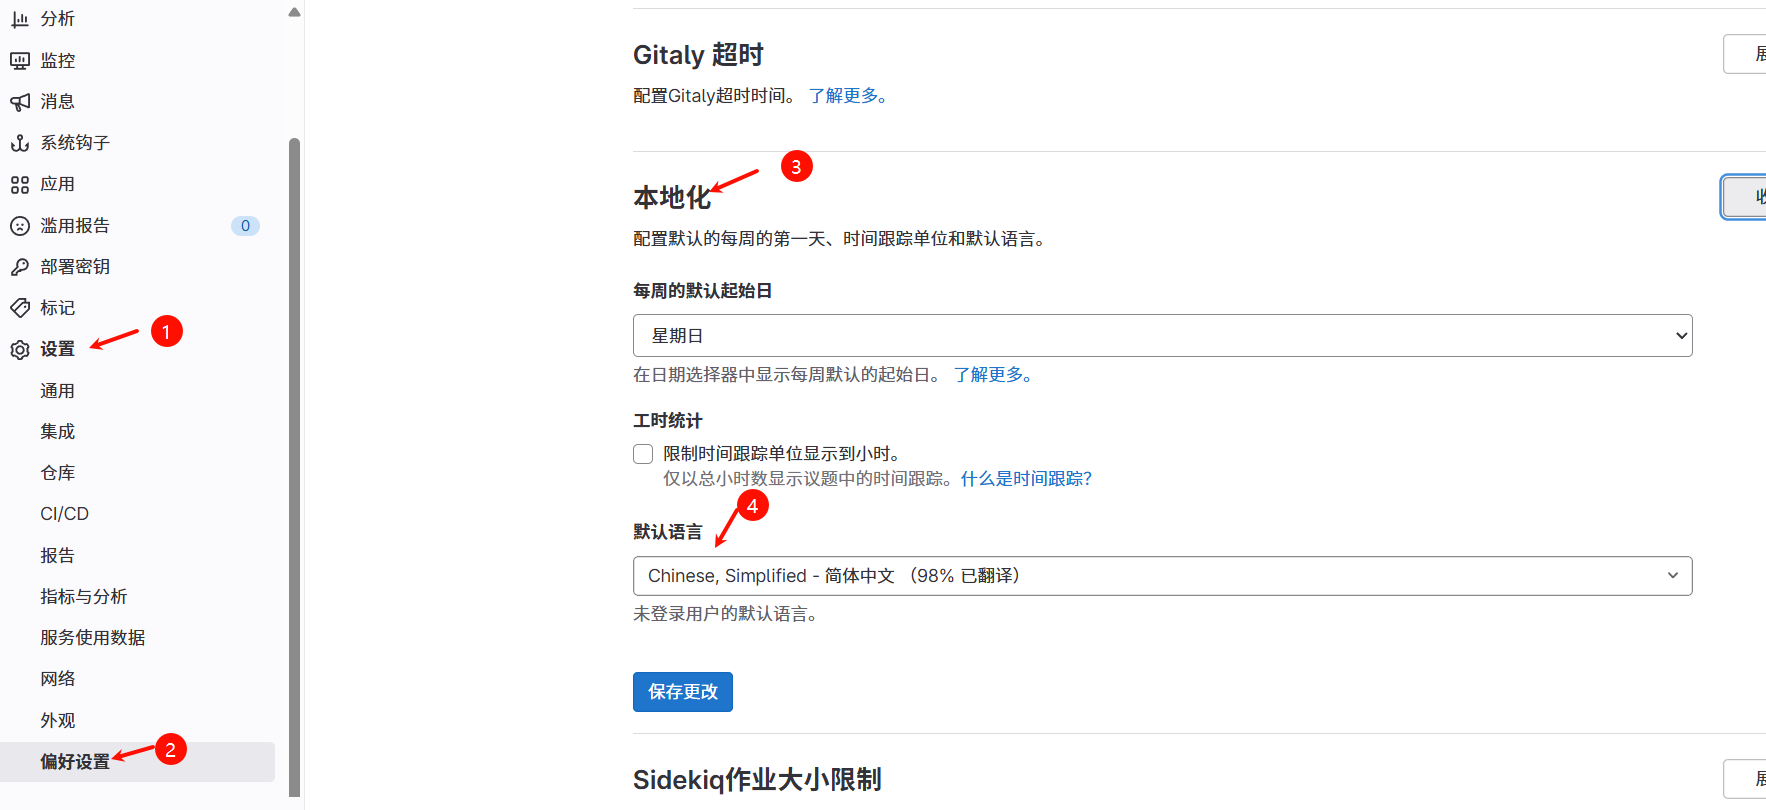 分析
监控
消息
系统钩子
应用
滥用报告 0
部署密钥
标记
设置 1
通用
集成
仓库
CI/CD
报告
指标与分析
服务使用数据
网络
外观
偏好设置 2
Gitaly 超时
配置Gitaly超时时间。 了解更多。
3
本地化
配置默认的每周的第一天、时间跟踪单位和默认语言。
每周的默认起始日
星期日
在日期选择器中显示每周默认的起始日。 了解更多。
工时统计
限制时间跟踪单位显示到小时。
仅以总小时数显示议题中的时间跟踪。什么是时间跟踪?
4
默认语言
Chinese, Simplified - 简体中文 （98% 已翻译）
未登录用户的默认语言。
保存更改
Sidekiq作业大小限制